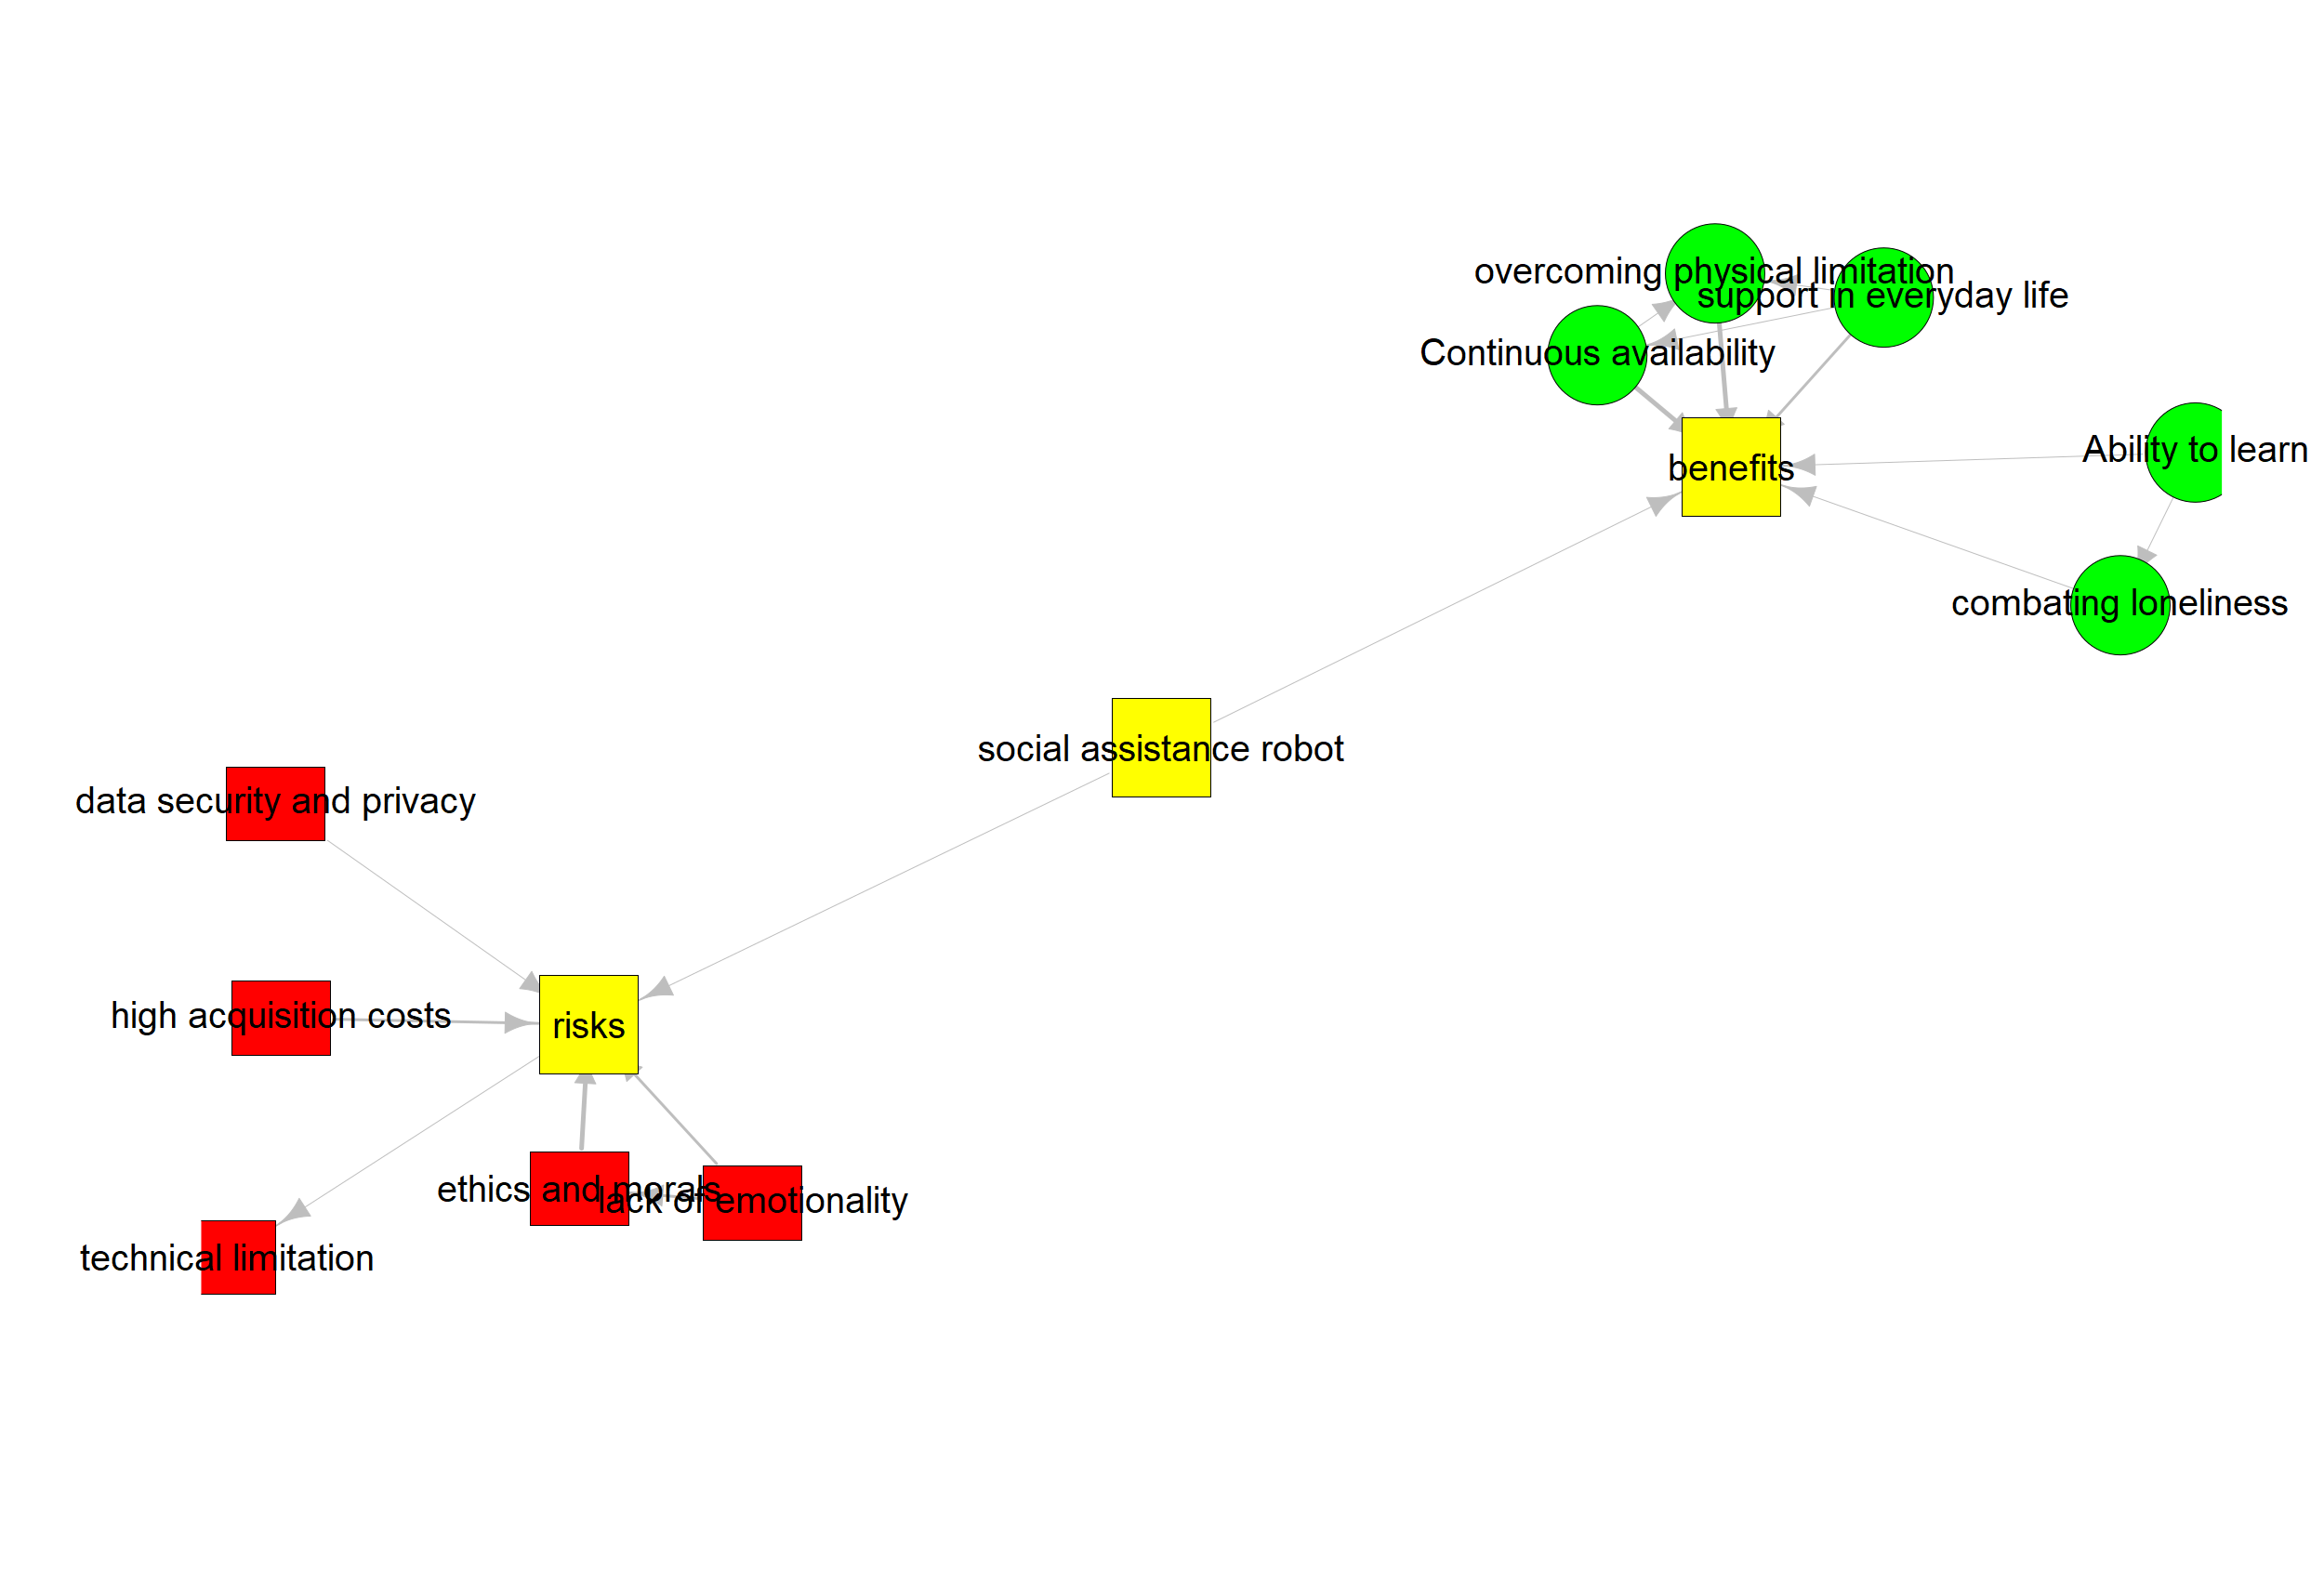 overcoming physical limitation
support in everyday life
Continuous availability
Ability to learn
benefits
combating loneliness
social assistance robot
data security and privacy
high acquisition costs
risks
ethics and morals
lack of emotionality
technical limitation